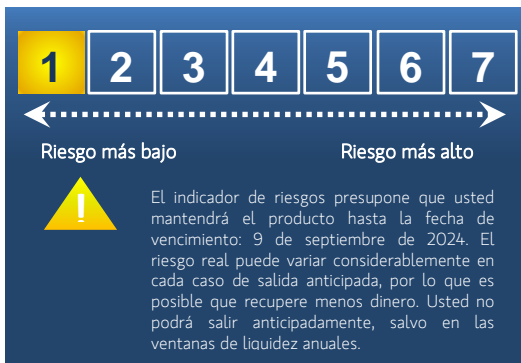 1 2 3 4 5 6 7
Riesgo más bajo Riesgo más alto
!
El indicador de riesgos presupone que usted
mantendrá el producto hasta la fecha de
vencimiento: 9 de septiembre de 2024. El
riesgo real puede variar considerablemente en
cada caso de salida anticipada, por lo que es
posible que recupere menos dinero. Usted no
podrá salir anticipadamente, salvo en las
ventanas de liquidez anuales.